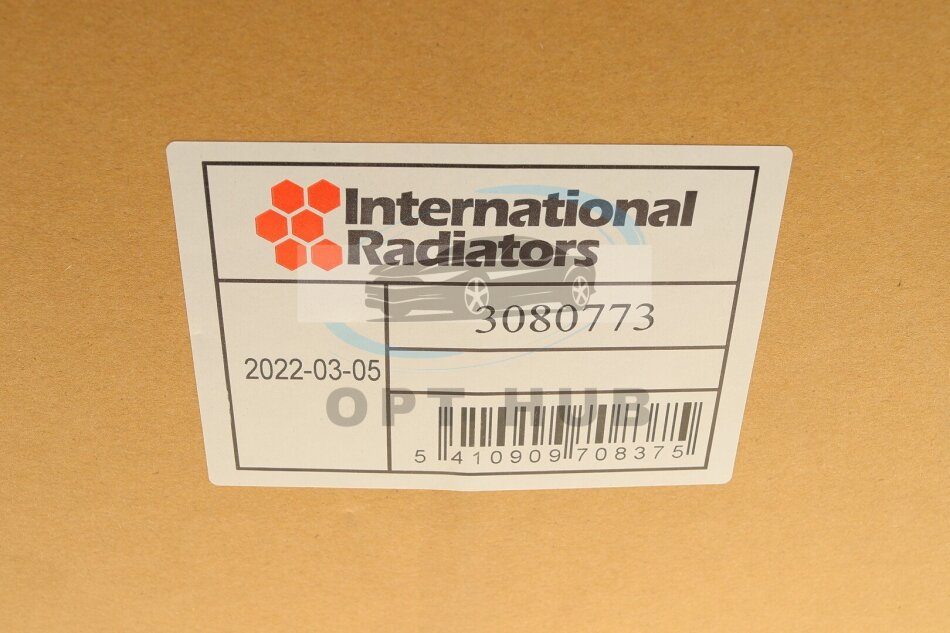 International
Radiators
3080773
2022-03-05
OPT HUB
5 410909 708375